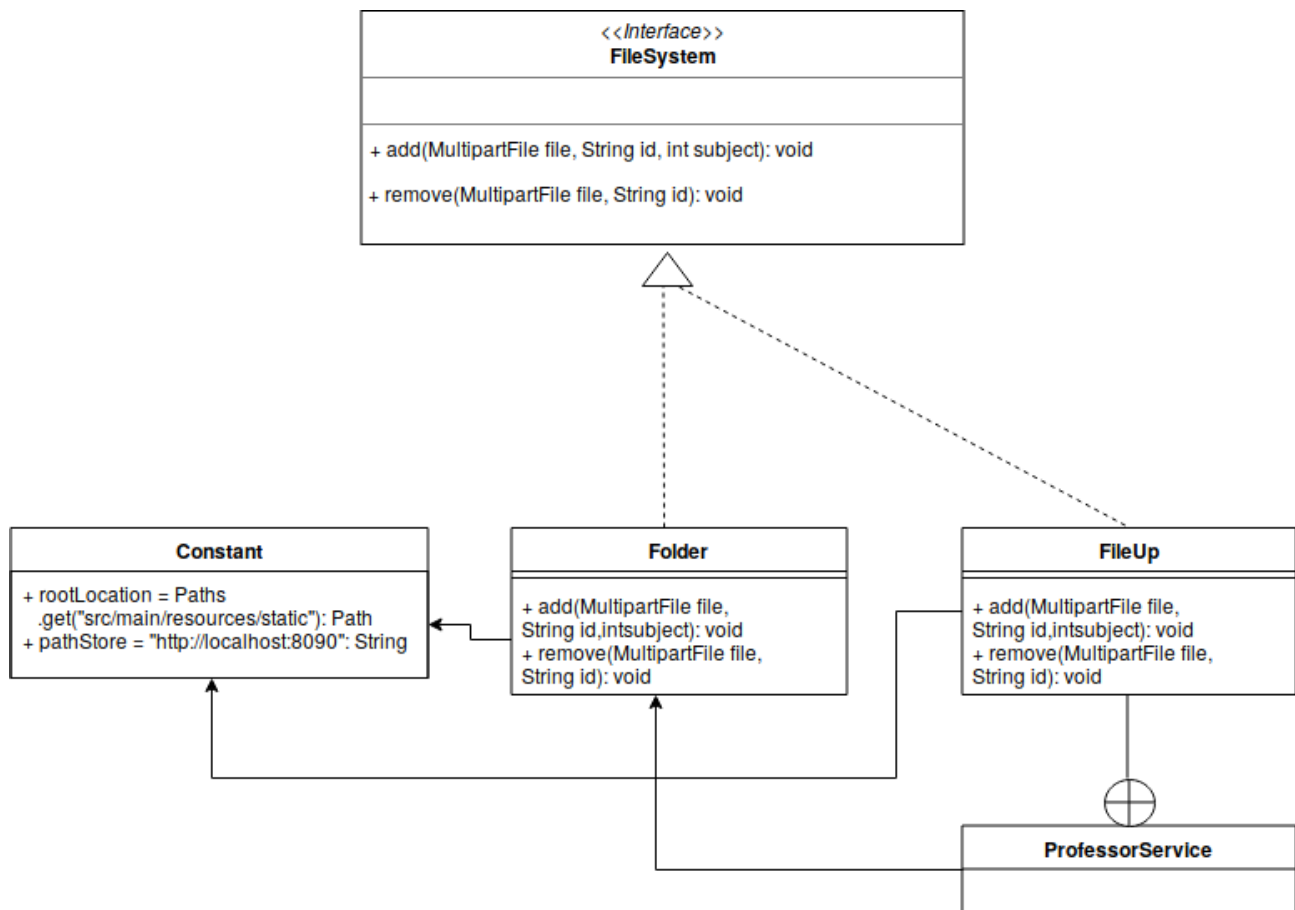 <<Interface>>
FileSystem
+ add(MultipartFile file, String id, int subject): void
+ remove(MultipartFile file, String id): void
Constant
+ rootLocation = Paths
.get("src/main/resources/static"): Path
+ pathStore = "http://localhost:8090": String
Folder
+ add(MultipartFile file,
String id,intsubject): void
+ remove(MultipartFile file,
String id): void
FileUp
+ add(MultipartFile file,
String id,intsubject): void
+ remove(MultipartFile file,
String id): void
ProfessorService